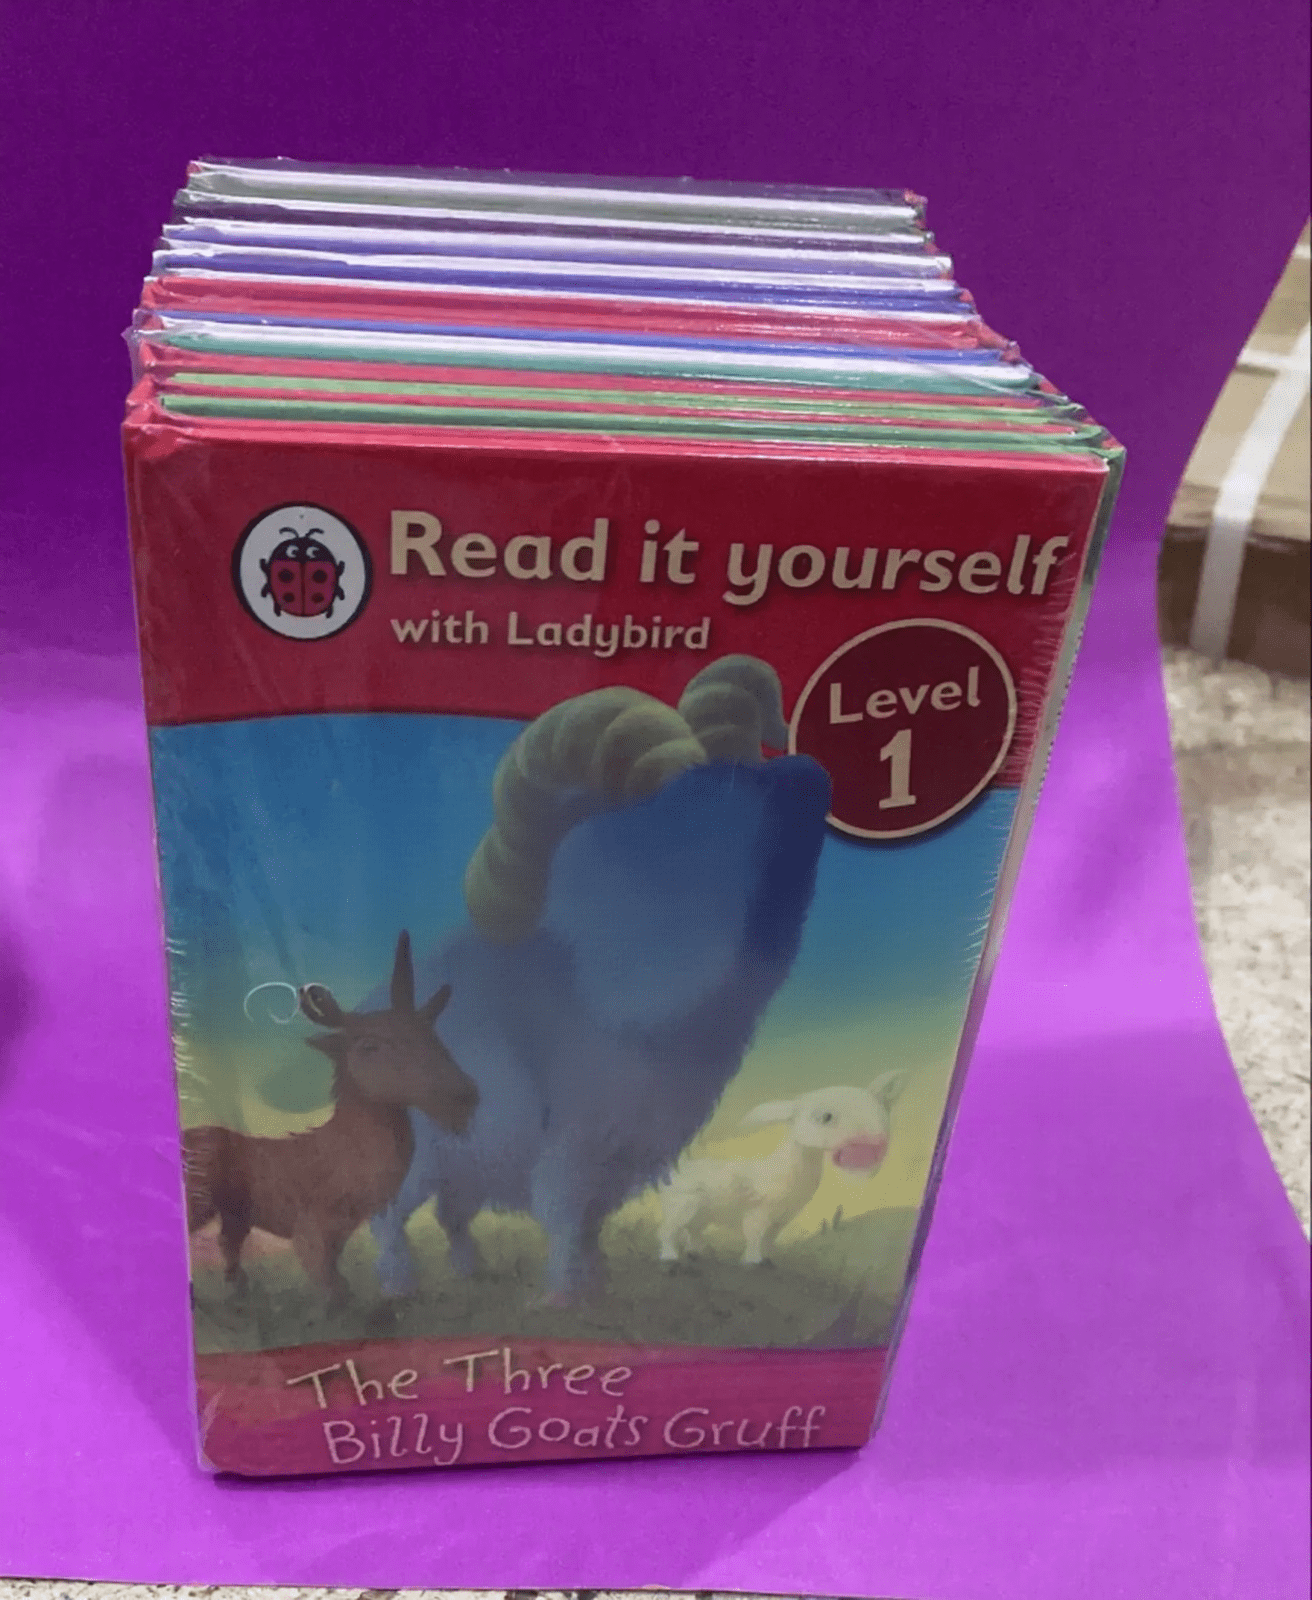 Read it yourself
with Ladybird
Level
1
The Three
Billy Goats Gruff